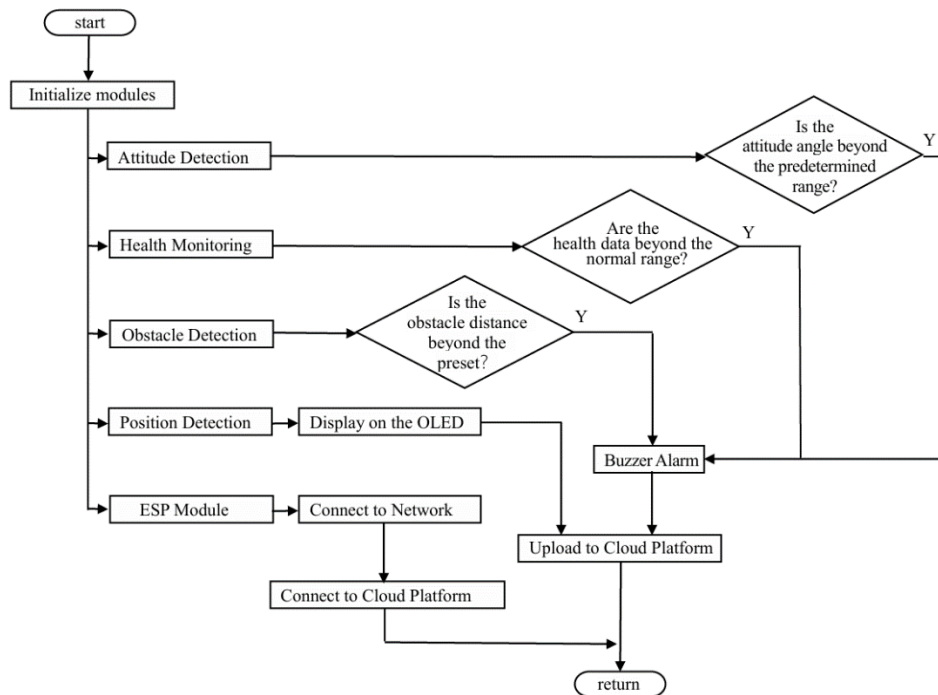 start
Initialize modules
Attitude Detection
Is the
attitude angle beyond
the predetermined
range?
Y
Health Monitoring
Are the
health data beyond the
normal range?
Y
Obstacle Detection
Is the
obstacle distance
beyond the
preset?
Y
Position Detection
Display on the OLED
Buzzer Alarm
ESP Module
Connect to Network
Upload to Cloud Platform
Connect to Cloud Platform
return